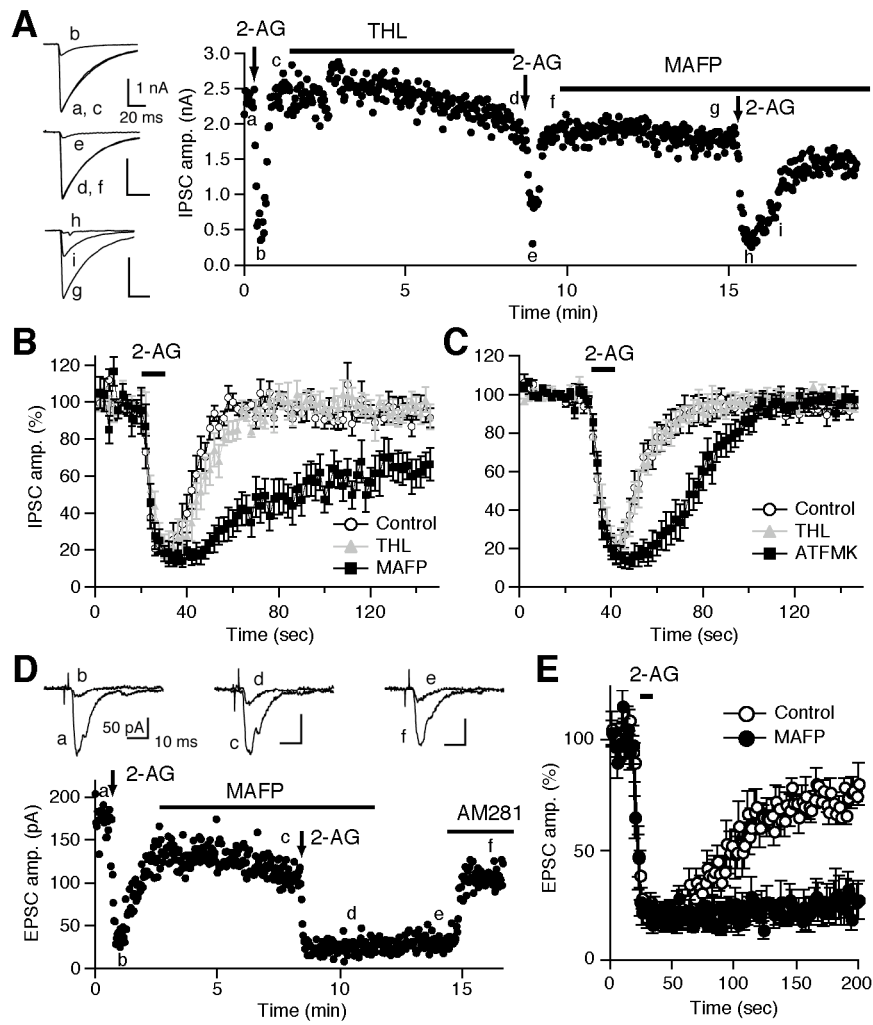 A
b
1 nA
a, c
20 ms
e
d, f
h
i
g
2-AG
THL
2-AG
MAFP
2-AG
c
d
f
g
a
b
e
h
i
IPSC amp. (nA)
3.0
2.5
2.0
1.5
1.0
0.5
0.0
0
5
10
15
Time (min)
B
2-AG
IPSC amp. (%)
120
100
80
60
40
20
0
Control
THL
MAFP
0
40
80
120
Time (sec)
C
2-AG
120
100
80
60
40
20
0
Control
THL
ATFMK
0
40
80
120
Time (sec)
D
b
a
50 pA
10 ms
d
c
e
f
2-AG
MAFP
2-AG
AM281
a
b
c
d
e
f
EPSC amp. (pA)
200
150
100
50
0
0
5
10
15
Time (min)
E
2-AG
Control
MAFP
EPSC amp. (%)
100
50
0
0
50
100
150
200
Time (sec)